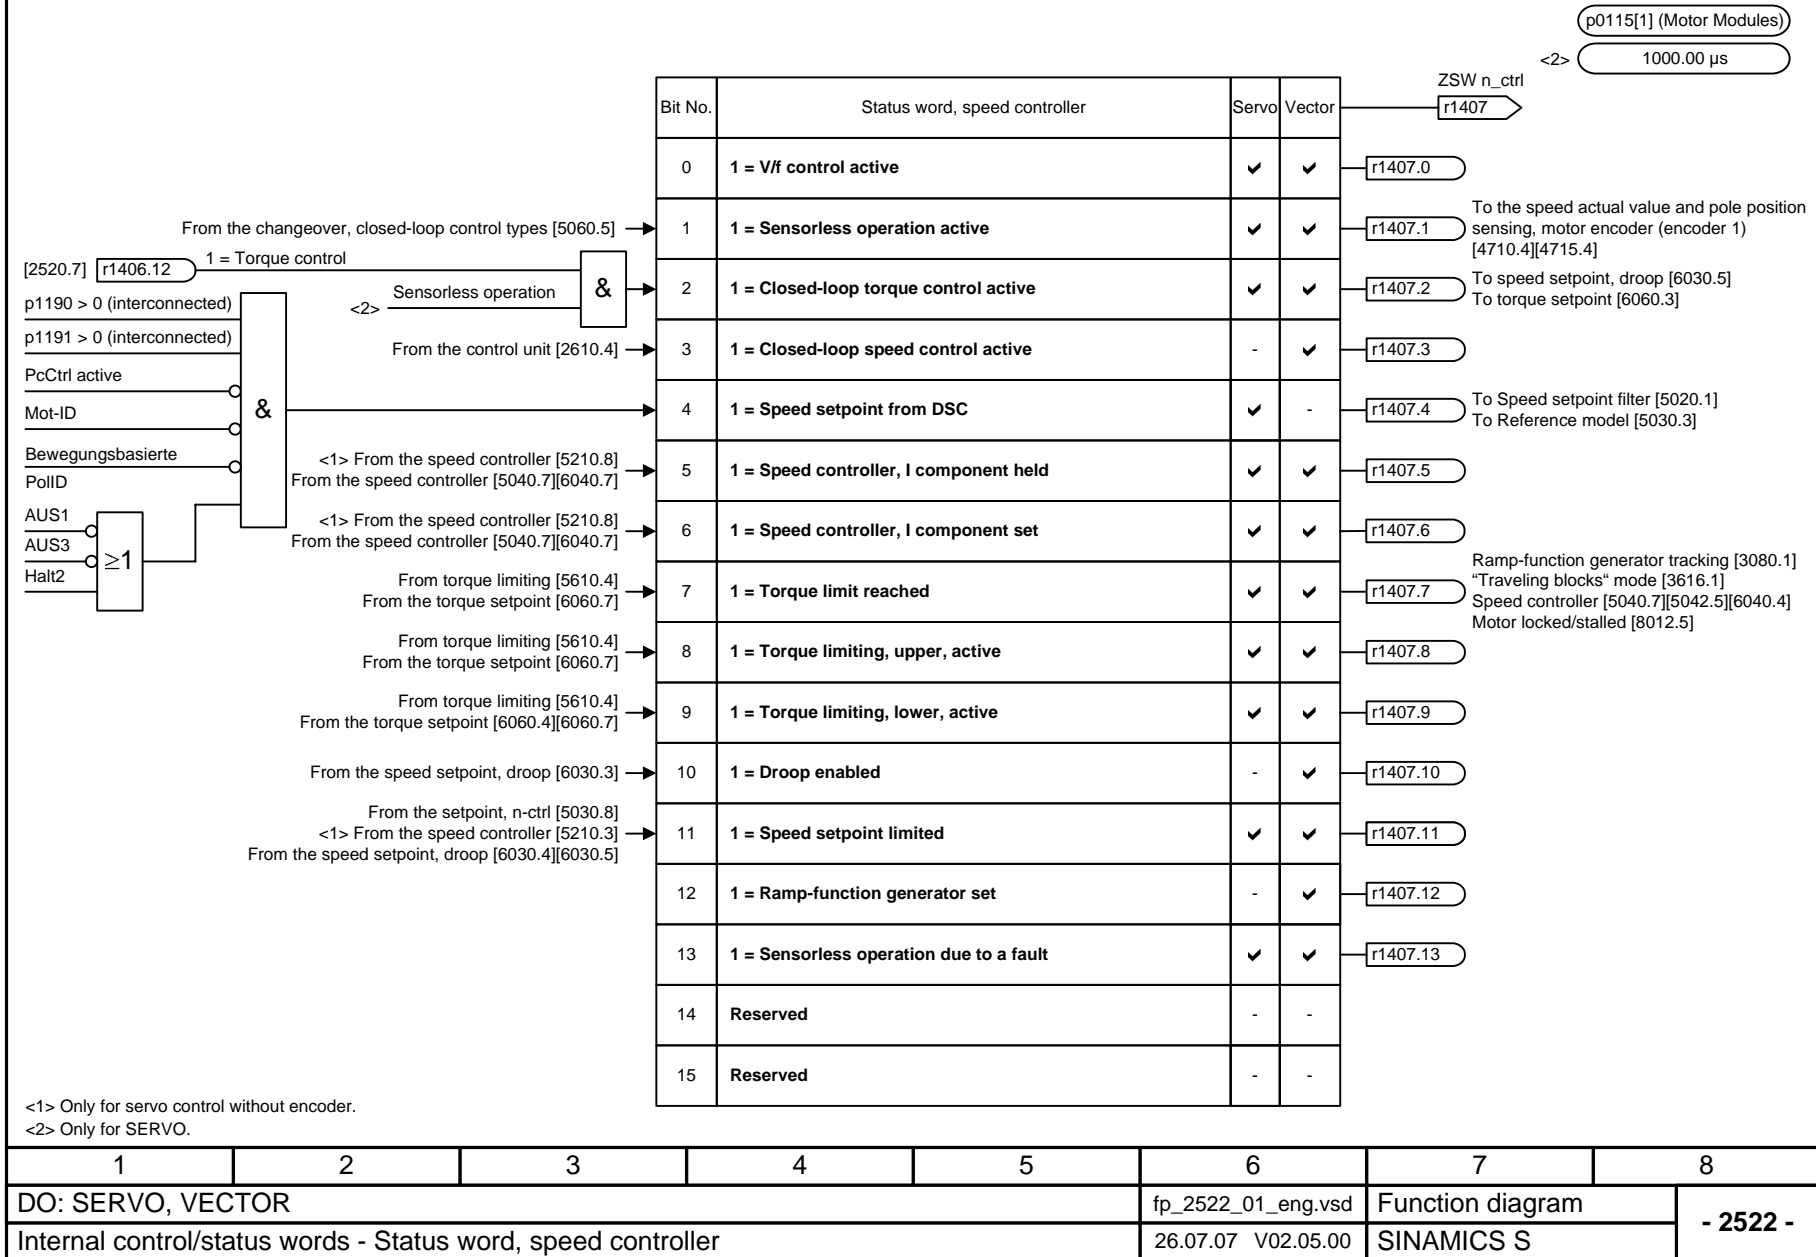 p0115[1] (Motor Modules)
<2> 1000.00 µs
ZSW n_ctrl
r1407
Bit No. Status word, speed controller Servo Vector
0 1 = V/f control active ✔ ✔ r1407.0
From the changeover, closed-loop control types [5060.5] 1 1 = Sensorless operation active ✔ ✔ r1407.1
To the speed actual value and pole position
sensing, motor encoder (encoder 1)
[4710.4][4715.4]
[2520.7] r1406.12 1 = Torque control
Sensorless operation
<2>
&
2 1 = Closed-loop torque control active ✔ ✔ r1407.2
To speed setpoint, droop [6030.5]
To torque setpoint [6060.3]
p1190 > 0 (interconnected)
p1191 > 0 (interconnected)
PcCtrl active
Mot-ID
Bewegungsbasierte
PolID
&
AUS1
AUS3
Halt2
≥1
From the control unit [2610.4] 3 1 = Closed-loop speed control active - ✔ r1407.3
4 1 = Speed setpoint from DSC ✔ - r1407.4
To Speed setpoint filter [5020.1]
To Reference model [5030.3]
<1> From the speed controller [5210.8]
From the speed controller [5040.7][6040.7]
5 1 = Speed controller, I component held ✔ ✔ r1407.5
<1> From the speed controller [5210.8]
From the speed controller [5040.7][6040.7]
6 1 = Speed controller, I component set ✔ ✔ r1407.6
From torque limiting [5610.4]
From the torque setpoint [6060.7]
7 1 = Torque limit reached ✔ ✔ r1407.7
Ramp-function generator tracking [3080.1]
“Traveling blocks“ mode [3616.1]
Speed controller [5040.7][5042.5][6040.4]
Motor locked/stalled [8012.5]
From torque limiting [5610.4]
From the torque setpoint [6060.7]
8 1 = Torque limiting, upper, active ✔ ✔ r1407.8
From torque limiting [5610.4]
From the torque setpoint [6060.4][6060.7]
9 1 = Torque limiting, lower, active ✔ ✔ r1407.9
From the speed setpoint, droop [6030.3] 10 1 = Droop enabled - ✔ r1407.10
From the setpoint, n-ctrl [5030.8]
<1> From the speed controller [5210.3]
From the speed setpoint, droop [6030.4][6030.5]
11 1 = Speed setpoint limited ✔ ✔ r1407.11
12 1 = Ramp-function generator set - ✔ r1407.12
13 1 = Sensorless operation due to a fault ✔ ✔ r1407.13
14 Reserved - -
15 Reserved - -
<1> Only for servo control without encoder.
<2> Only for SERVO.
1 2 3 4 5 6 7 8
DO: SERVO, VECTOR fp_2522_01_eng.vsd Function diagram
- 2522 -
Internal control/status words - Status word, speed controller 26.07.07 V02.05.00 SINAMICS S